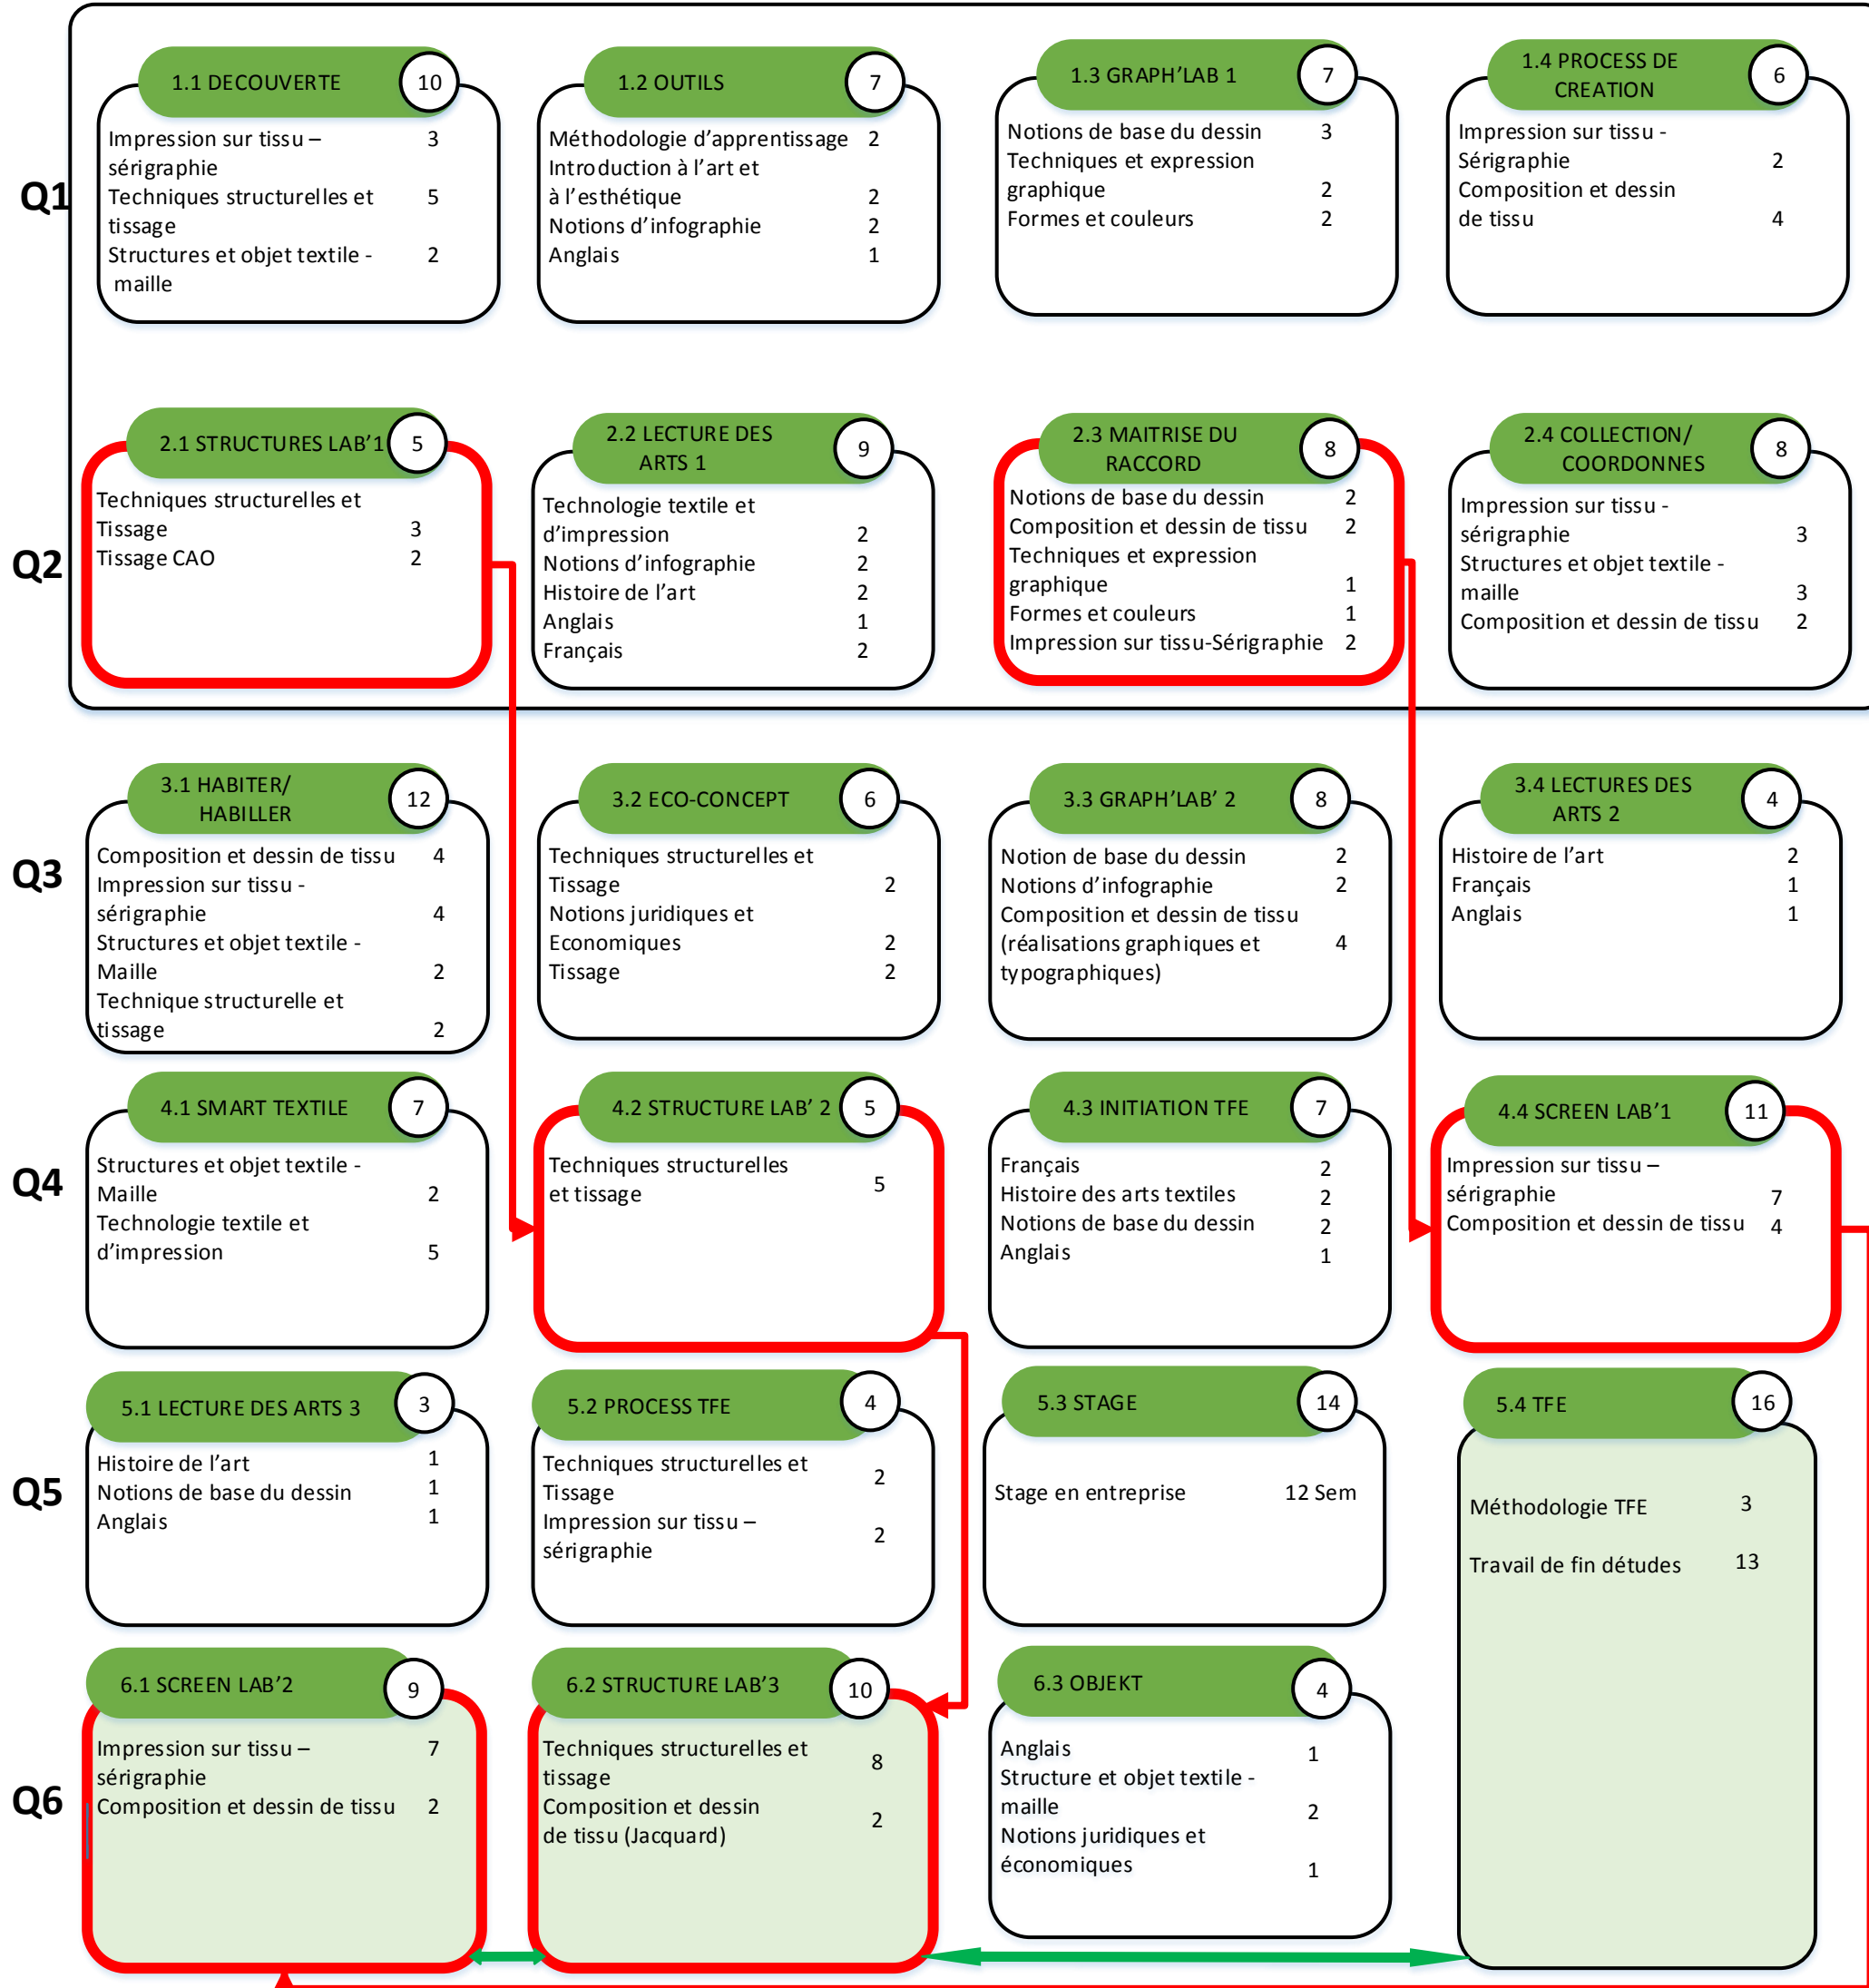 Q1
1.1 DECOUVERTE 10
Impression sur tissu – 3
sérigraphie
Techniques structurelles et 5
tissage
Structures et objet textile - 2
maille
1.2 OUTILS 7
Méthodologie d’apprentissage 2
Introduction à l’art et
à l’esthétique 2
Notions d’infographie 2
Anglais 1
1.3 GRAPH’LAB 1 7
Notions de base du dessin 3
Techniques et expression
graphique 2
Formes et couleurs 2
1.4 PROCESS DE 6
CREATION
Impression sur tissu -
Sérigraphie 2
Composition et dessin
de tissu 4
Q2
2.1 STRUCTURES LAB’1 5
Techniques structurelles et
Tissage 3
Tissage CAO 2
2.2 LECTURE DES 9
ARTS 1
Technologie textile et
d’impression 2
Notions d’infographie 2
Histoire de l’art 2
Anglais 1
Français 2
2.3 MAITRISE DU 8
RACCORD
Notions de base du dessin 2
Composition et dessin de tissu 2
Techniques et expression
graphique 1
Formes et couleurs 1
Impression sur tissu-Sérigraphie 2
2.4 COLLECTION/ 8
COORDONNES
Impression sur tissu -
sérigraphie 3
Structures et objet textile -
maille 3
Composition et dessin de tissu 2
Q3
3.1 HABITER/ 12
HABILLER
Composition et dessin de tissu 4
Impression sur tissu -
sérigraphie 4
Structures et objet textile -
Maille 2
Technique structurelle et
tissage 2
3.2 ECO-CONCEPT 6
Techniques structurelles et
Tissage 2
Notions juridiques et
Economiques 2
Tissage 2
3.3 GRAPH’LAB’ 2 8
Notion de base du dessin 2
Notions d’infographie 2
Composition et dessin de tissu
(réalisations graphiques et 4
typographiques)
3.4 LECTURES DES 4
ARTS 2
Histoire de l’art 2
Français 1
Anglais 1
Q4
4.1 SMART TEXTILE 7
Structures et objet textile -
Maille 2
Technologie textile et
d’impression 5
4.2 STRUCTURE LAB’ 2 5
Techniques structurelles
et tissage 5
4.3 INITIATION TFE 7
Français 2
Histoire des arts textiles 2
Notions de base du dessin 2
Anglais 1
4.4 SCREEN LAB’1 11
Impression sur tissu –
sérigraphie 7
Composition et dessin de tissu 4
Q5
5.1 LECTURE DES ARTS 3 3
Histoire de l’art 1
Notions de base du dessin 1
Anglais 1
5.2 PROCESS TFE 4
Techniques structurelles et 2
Tissage
Impression sur tissu – 2
sérigraphie
5.3 STAGE 14
Stage en entreprise 12 Sem
5.4 TFE 16
Méthodologie TFE 3
Travail de fin détudes 13
Q6
6.1 SCREEN LAB’2 9
Impression sur tissu – 7
sérigraphie
Composition et dessin de tissu 2
6.2 STRUCTURE LAB’3 10
Techniques structurelles et 8
tissage
Composition et dessin 2
de tissu (Jacquard)
6.3 OBJEKT 4
Anglais 1
Structure et objet textile -
maille 2
Notions juridiques et
économiques 1